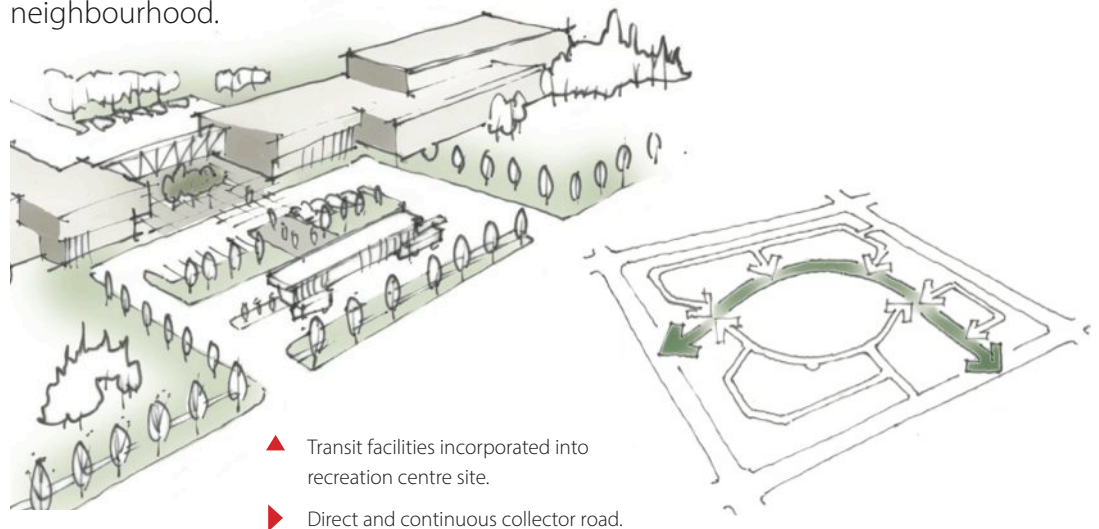 neighbourhood.
Transit facilities incorporated into
recreation centre site.
Direct and continuous collector road.